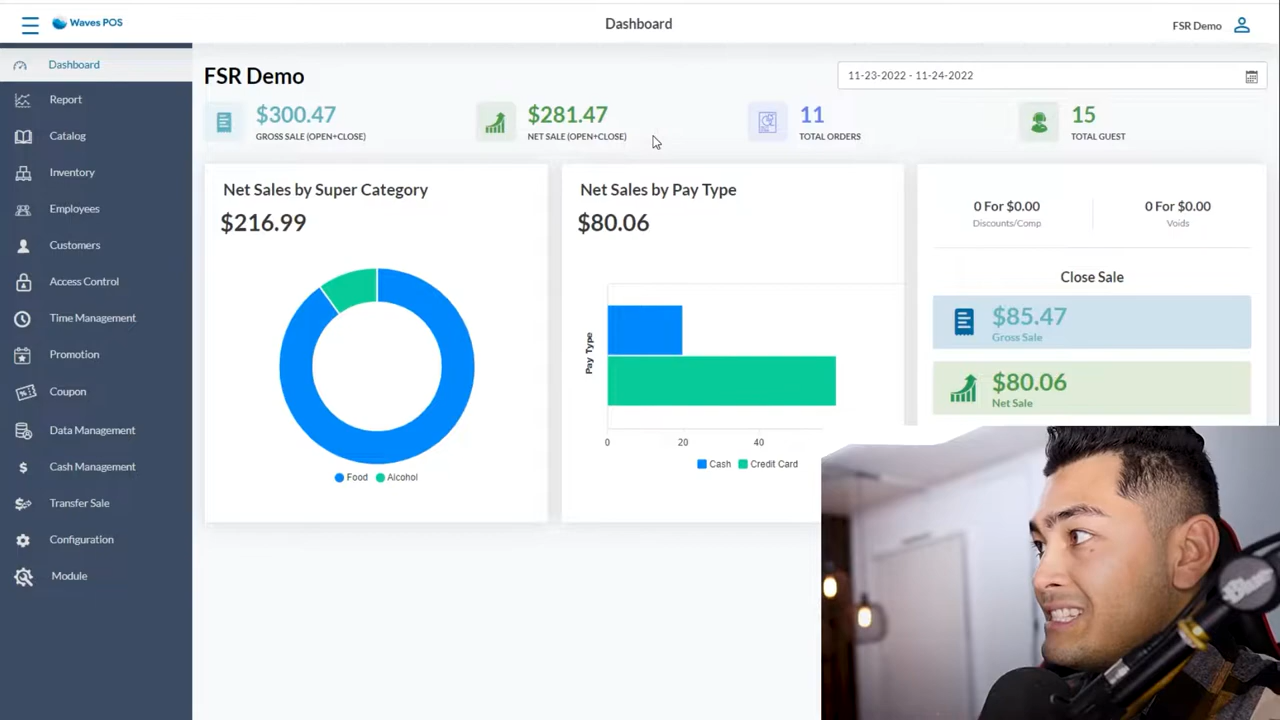 Waves POS
Dashboard
FSR Demo
Dashboard
Report
Catalog
Inventory
Employees
Customers
Access Control
Time Management
Promotion
Coupon
Data Management
Cash Management
Transfer Sale
Configuration
Module
FSR Demo
11-23-2022 - 11-24-2022
$300.47
GROSS SALE (OPEN+CLOSE)
$281.47
NET SALE (OPEN+CLOSE)
11
TOTAL ORDERS
15
TOTAL GUEST
Net Sales by Super Category
$216.99
Food Alcohol
Net Sales by Pay Type
$80.06
Pay Type
0 20 40
Cash Credit Card
0 For $0.00
Discounts/Comp
0 For $0.00
Voids
Close Sale
$85.47
Gross Sale
$80.06
Net Sale